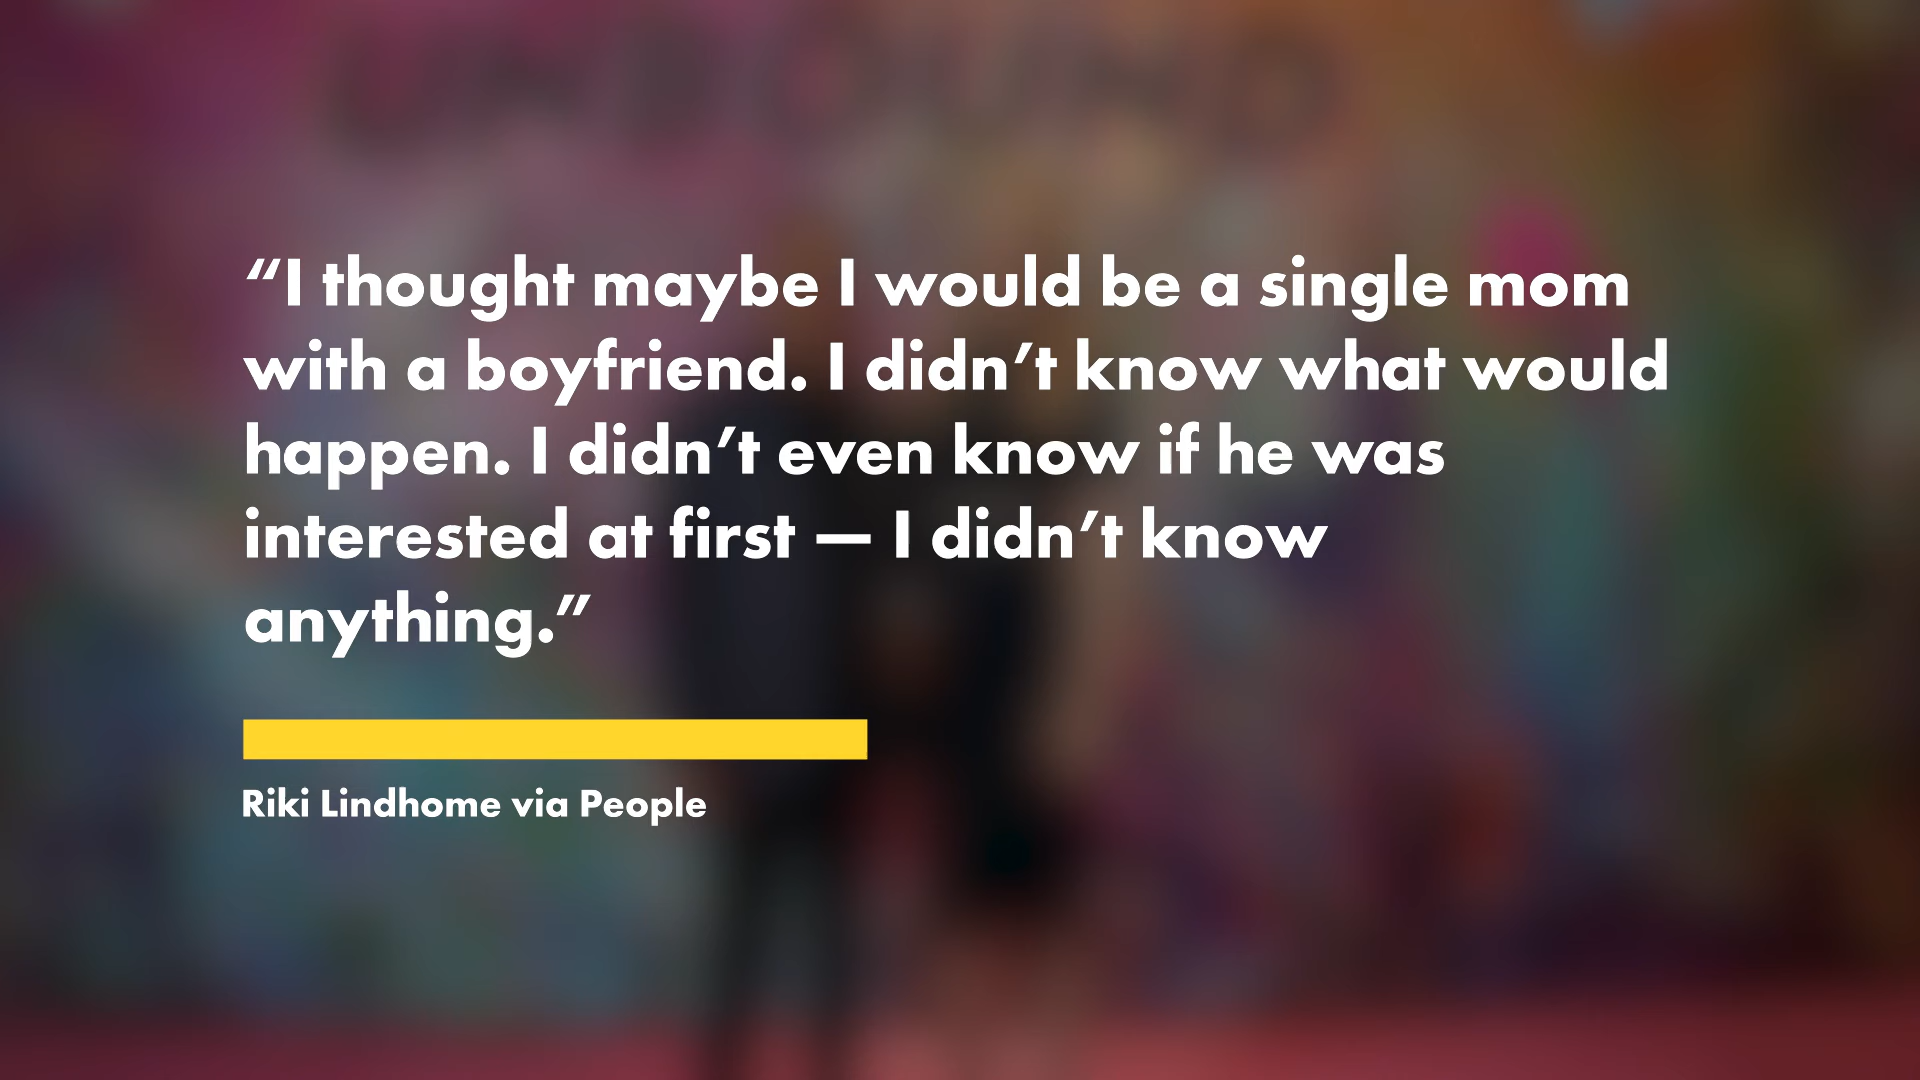 “I thought maybe I would be a single mom
with a boyfriend. I didn’t know what would
happen. I didn’t even know if he was
interested at first — I didn’t know
anything.”
Riki Lindhome via People